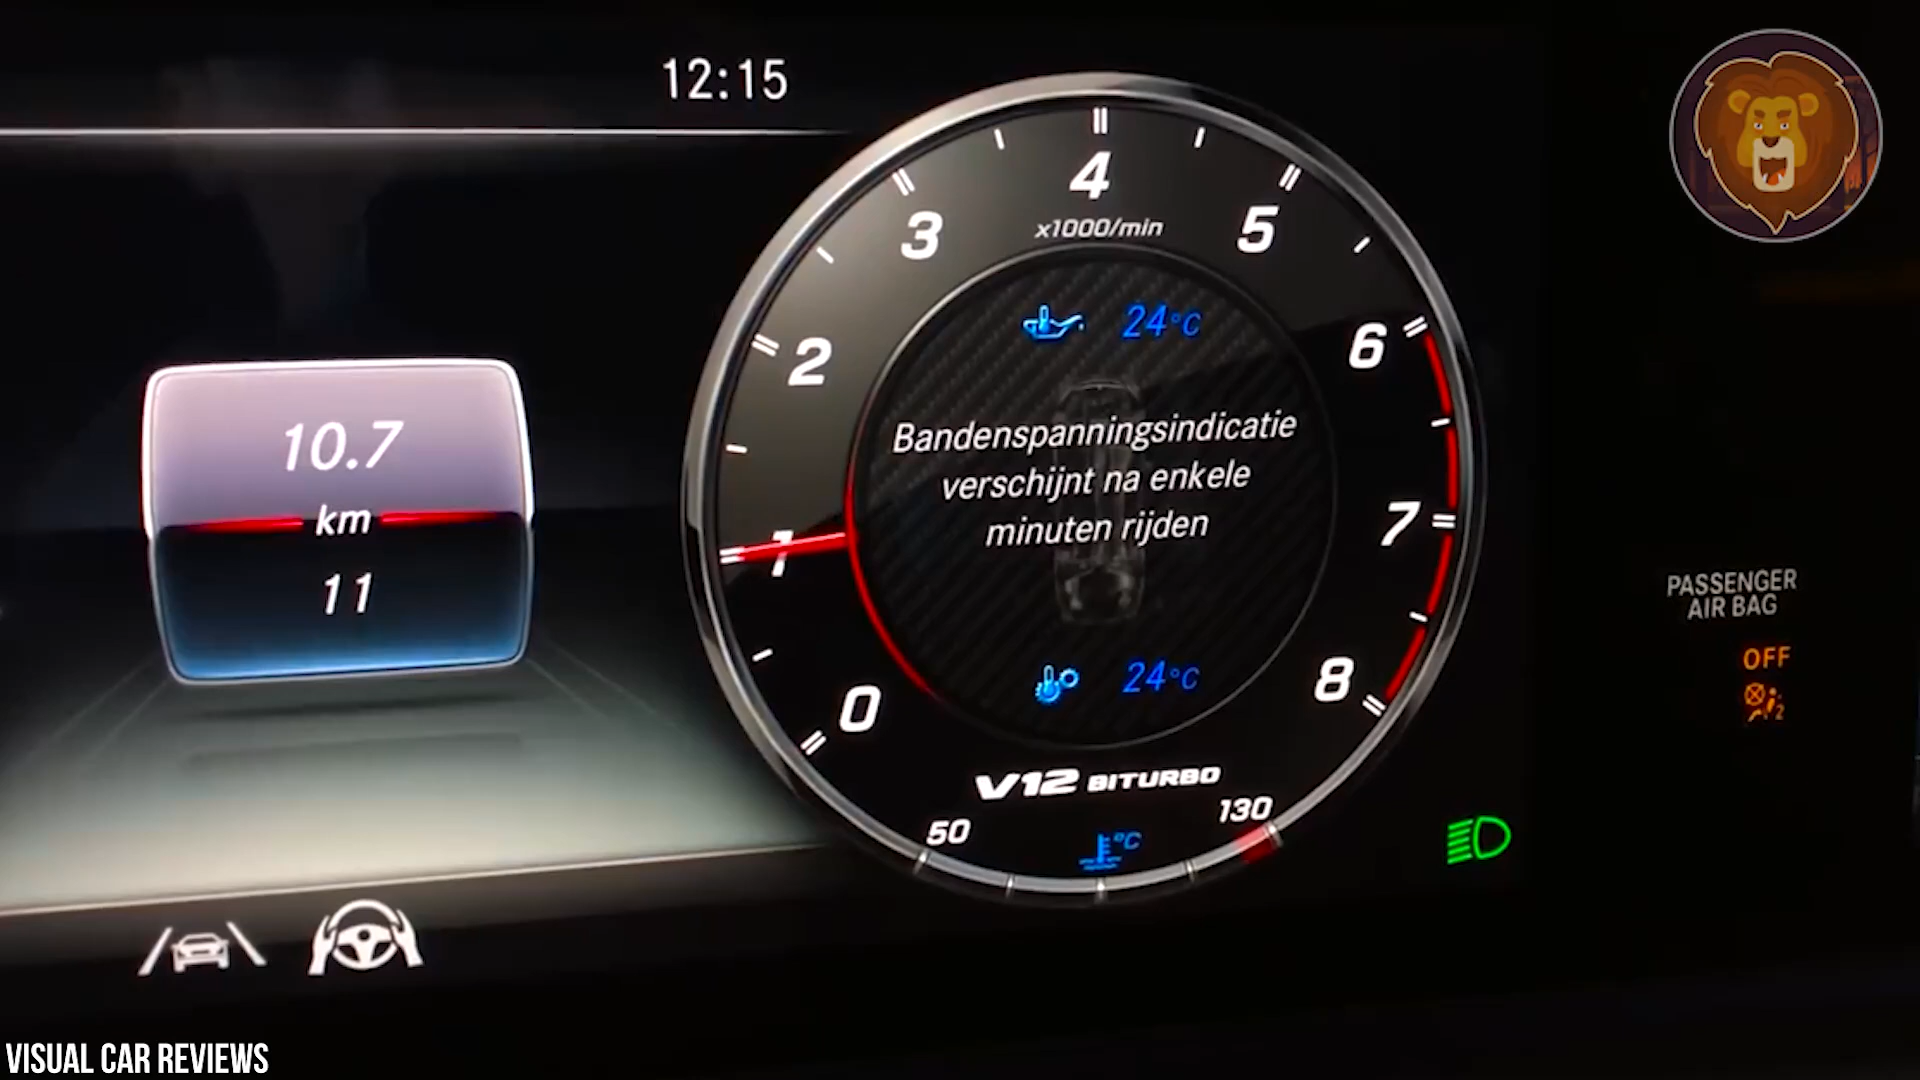 12:15
4
3
5
x1000/min
2
6
24°C
10.7
km
11
Bandenspanningsindicatie
verschijnt na enkele
minuten rijden
1
7
PASSENGER
AIR BAG
OFF
2
24°C
0
8
V12 BITURBO
50
130
°C
VISUAL CAR REVIEWS